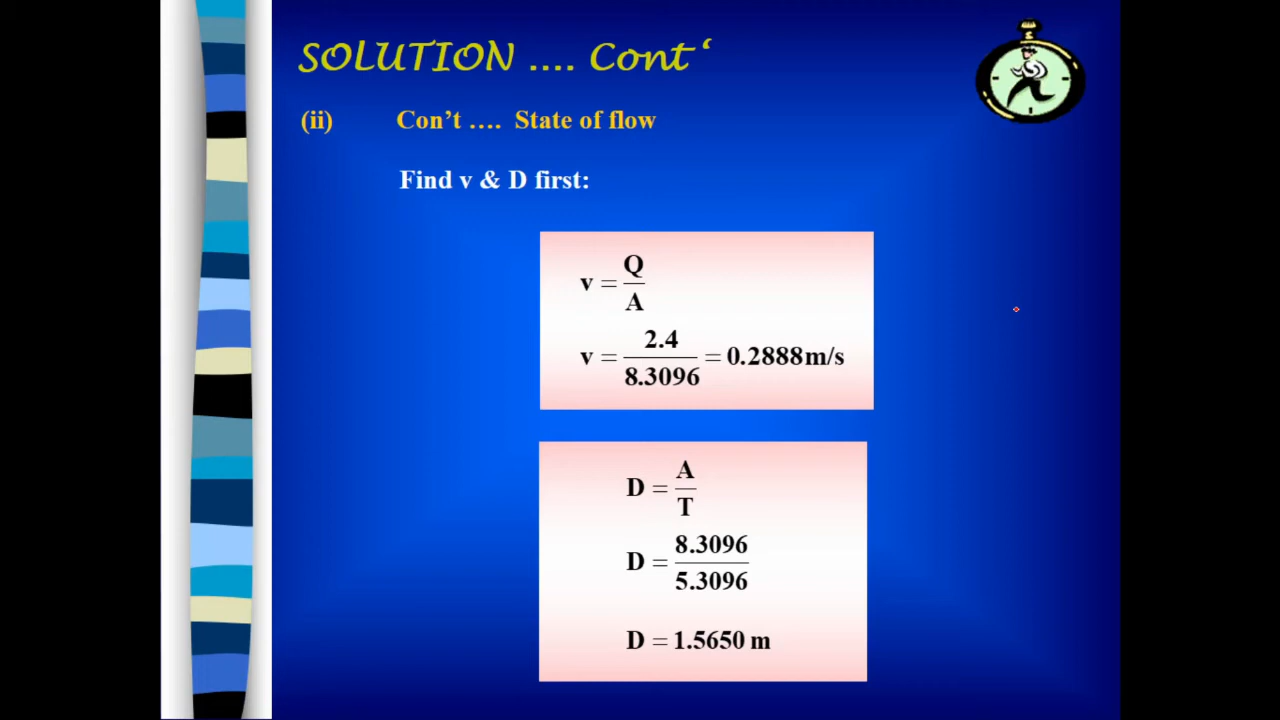 SOLUTION .... Cont ‘
(ii) Con’t .... State of flow
Find v & D first:
v = Q
A
v = 2.4
8.3096
= 0.2888 m/s
D = A
T
D = 8.3096
5.3096
D = 1.5650 m